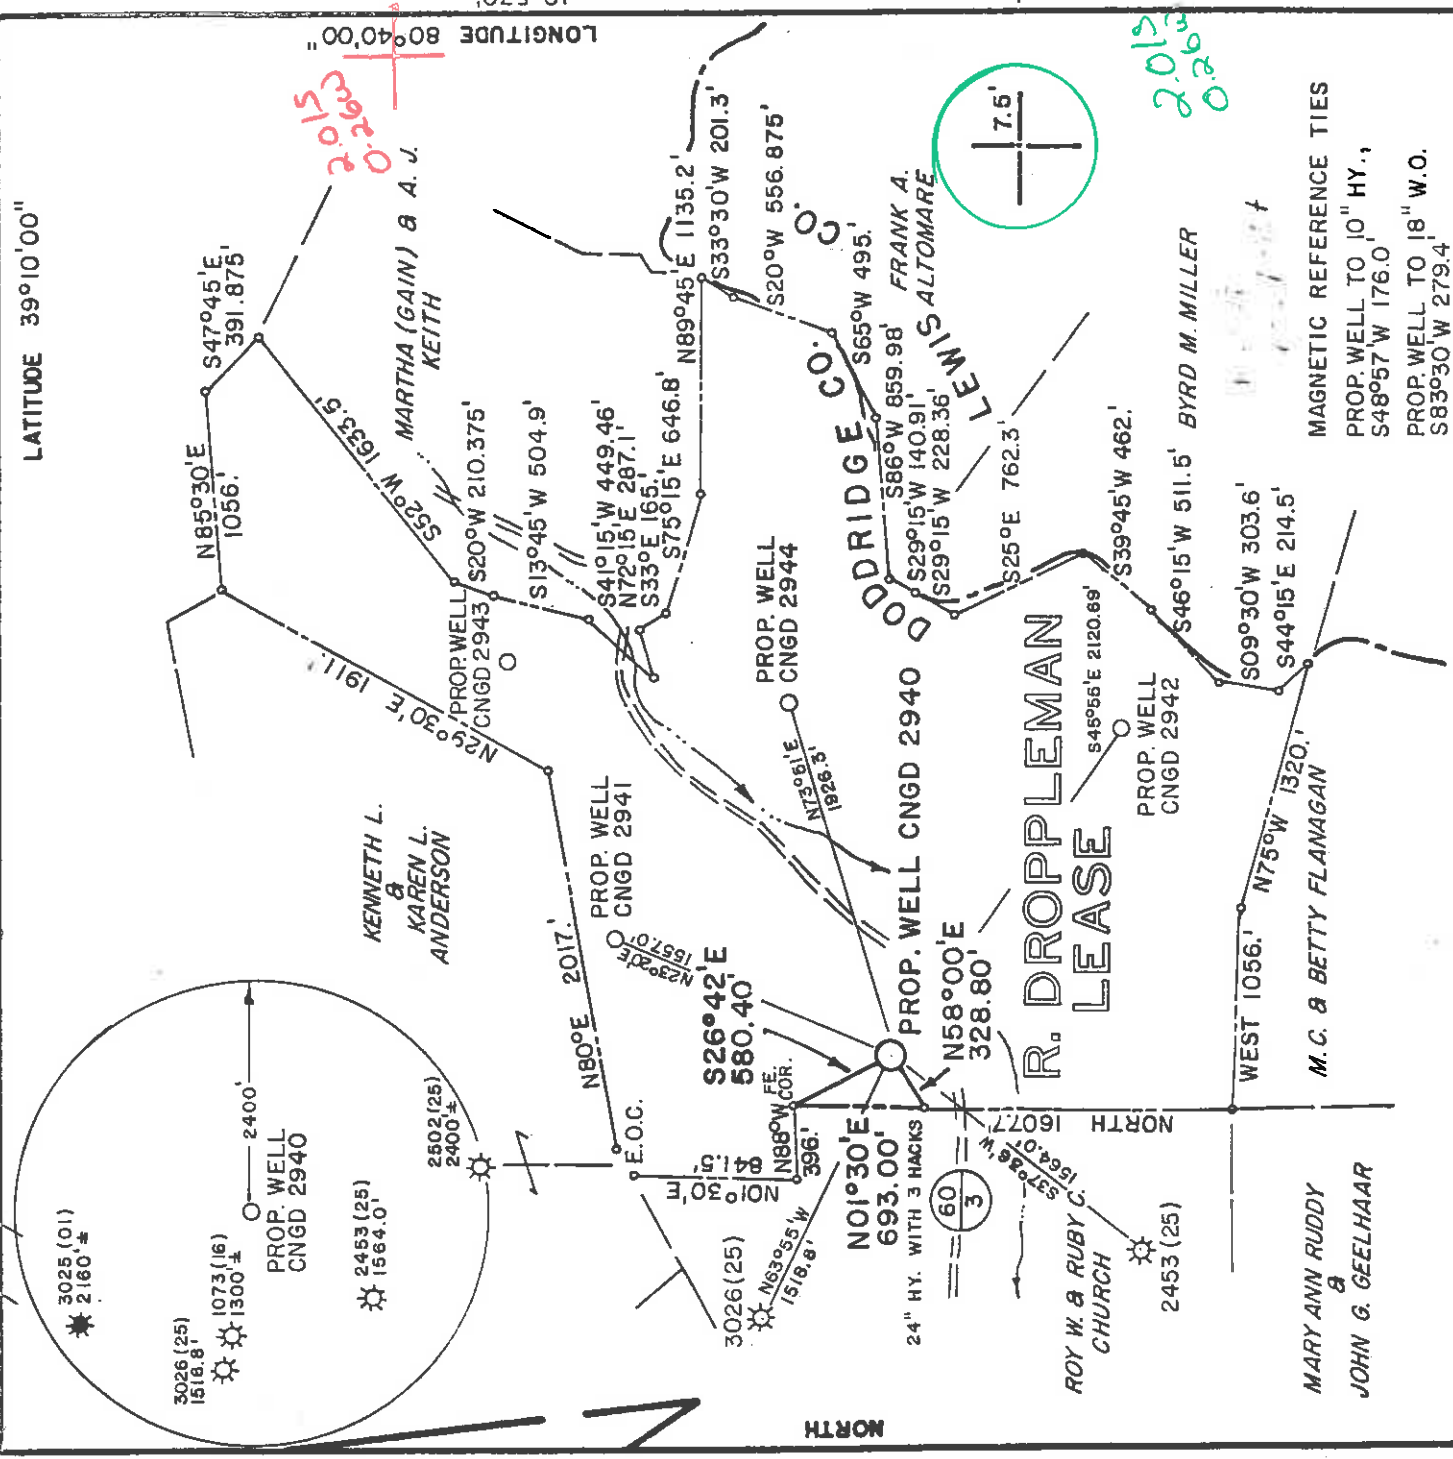 LATITUDE 39°10'00"
LONGITUDE 80°40'00"
2.01S
0.26W
2.01S
7.5'
S47°45'E
391.875'
N85°30'E
1056.'
S52°W 1633.5'
MARTHA (GAIN) & A. J.
KEITH
N89°45'E 1135.2'
S33°30'W 201.3'
S20°W 556.875'
S65°W 495.'
CO.
FRANK A.
ALTOMARE
LEWIS
DODDRIDGE CO.
S20°W 210.375'
S13°45'W 504.9'
S41°15'W 449.46'
N72°15'E 287.1'
S33°E 165.'
S75°15'E 646.8'
S86°W 859.98'
S29°15'W 140.91'
S29°15'W 228.36'
S25°E 762.3'
S39°45'W 462.'
S46°15'W 511.5'
S09°30'W 303.6'
S44°15'E 214.5'
BYRD M. MILLER
MAGNETIC REFERENCE TIES
PROP. WELL TO 10" HY.,
S48°57'W 176.0'
PROP. WELL TO 18" W.O.
S83°30'W 279.4'
N29°30'E 1911.'
PROP. WELL
CNGD 2943
PROP. WELL
CNGD 2944
PROP. WELL
CNGD 2941
N23°20'E
1557.0'
N73°51'E
1926.3'
PROP. WELL CNGD 2940
S45°55'E 2120.69'
PROP. WELL
CNGD 2942
R. DROPPLEMAN
LEASE
KENNETH L.
&
KAREN L.
ANDERSON
N80°E 2017.'
S26°42'E
580.40'
N58°00'E
328.80'
N75°W 1320.'
WEST 1056.'
M.C. & BETTY FLANAGAN
NORTH 1607.7'
E.O.C.
N01°30'E 841.5'
N88°W
396.'
FE.
COR.
N01°30'E
693.00'
24" HY. WITH 3 HACKS
60
3
3026 (25)
N63°55'W
1518.8'
S37°36'W
1564.0'
2453 (25)
ROY W. & RUBY C.
CHURCH
MARY ANN RUDDY
&
JOHN G. GEELHAAR
2400'
PROP. WELL
CNGD 2940
2502 (25)
2400'±
2453 (25)
1564.0'
3025 (01)
2160'±
1073 (16)
1300'±
3026 (25)
1518.8'
NORTH